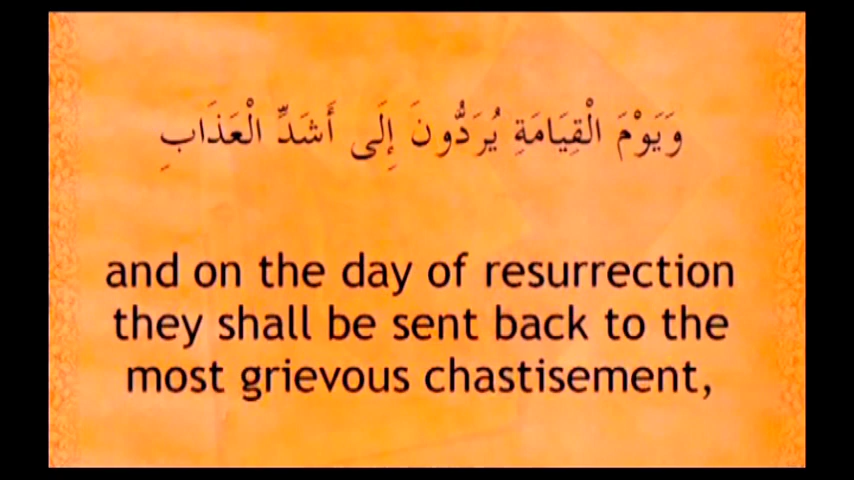 وَيَوْمَ الْقِيَامَةِ يُرَدُّونَ إِلَى أَشَدِّ الْعَذَابِ
and on the day of resurrection
they shall be sent back to the
most grievous chastisement,